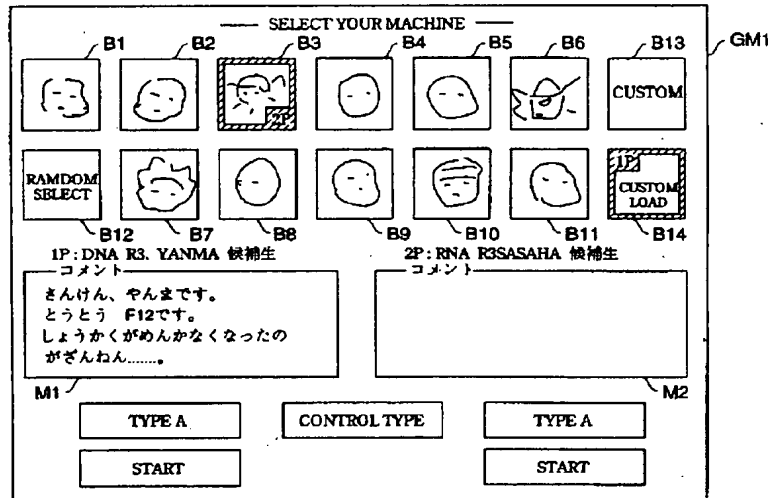 SELECT YOUR MACHINE
B1 B2 B3 B4 B5 B6 B13 GM1
2P CUSTOM
RAMDOM
SELECT
1P
CUSTOM
LOAD
B12 B7 B8 B9 B10 B11 B14
1P:DNA R3. YANMA 候補生 2P:RNA R3SASAHA 候補生
コメント コメント
さんけん、やんまです。
とうとう F12です。
しょうかくがめんかなくなったの
がざんねん.......。
M1 M2
TYPE A CONTROL TYPE TYPE A
START START